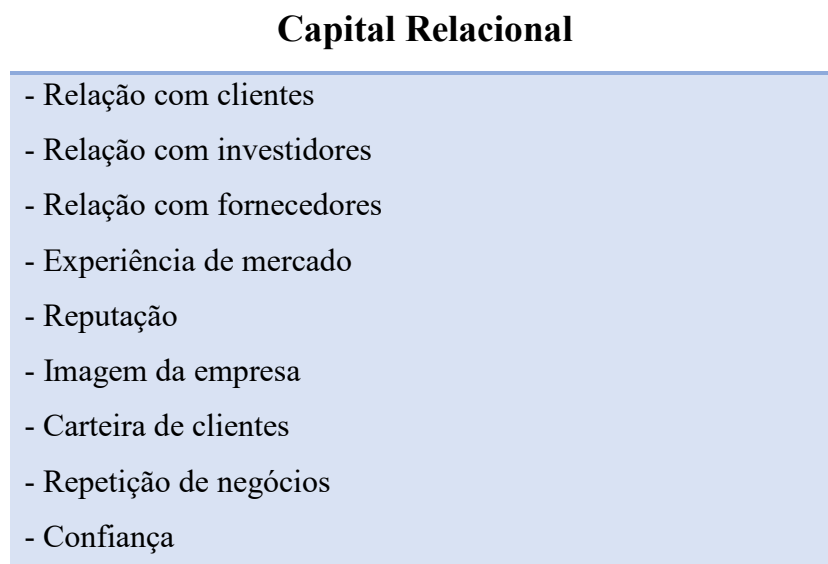 Capital Relacional
- Relação com clientes
- Relação com investidores
- Relação com fornecedores
- Experiência de mercado
- Reputação
- Imagem da empresa
- Carteira de clientes
- Repetição de negócios
- Confiança